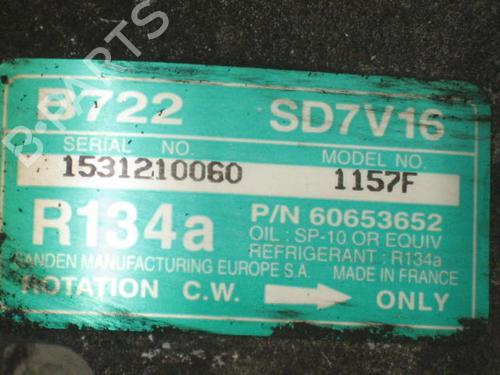 B722 SD7V16
SERIAL NO. MODEL NO.
1531210060 1157F
R134a
P/N 60653652
OIL : SP-10 OR EQUIV
REFRIGERANT : R134a
SANDEN MANUFACTURING EUROPE S.A. MADE IN FRANCE
ROTATION C.W. ONLY
B-PARTS